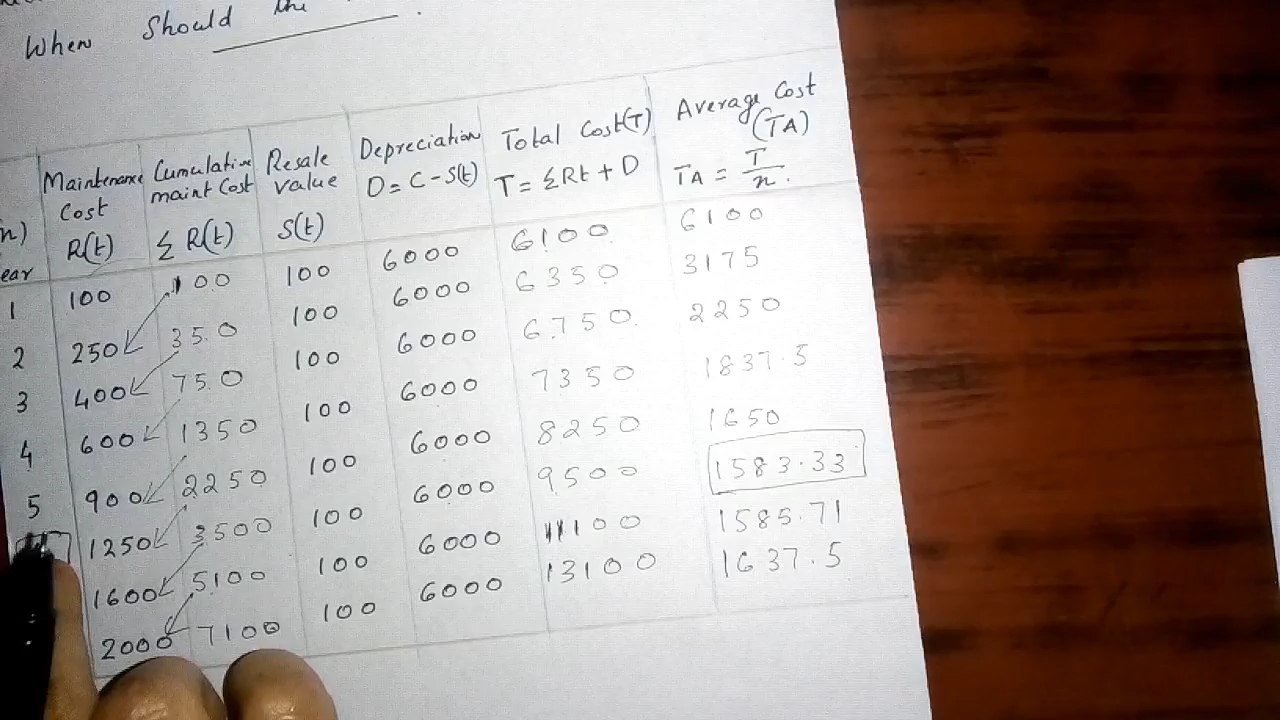 When Should the
Maintenance Cost R(t) Cumulative maint Cost Σ R(t) Resale value S(t) Depreciation D = C - S(t) Total Cost(T) T = ΣRt + D Average Cost (TA) TA = T/n.
1 100 100 100 6000 6100 6100
2 250 350 100 6000 6350 3175
3 400 750 100 6000 6750 2250
4 600 1350 100 6000 7350 1837.5
5 900 2250 100 6000 8250 1650
1250 3500 100 6000 9500 1583.33
1600 5100 100 6000 11100 1585.71
2000 7100 100 6000 13100 1637.5